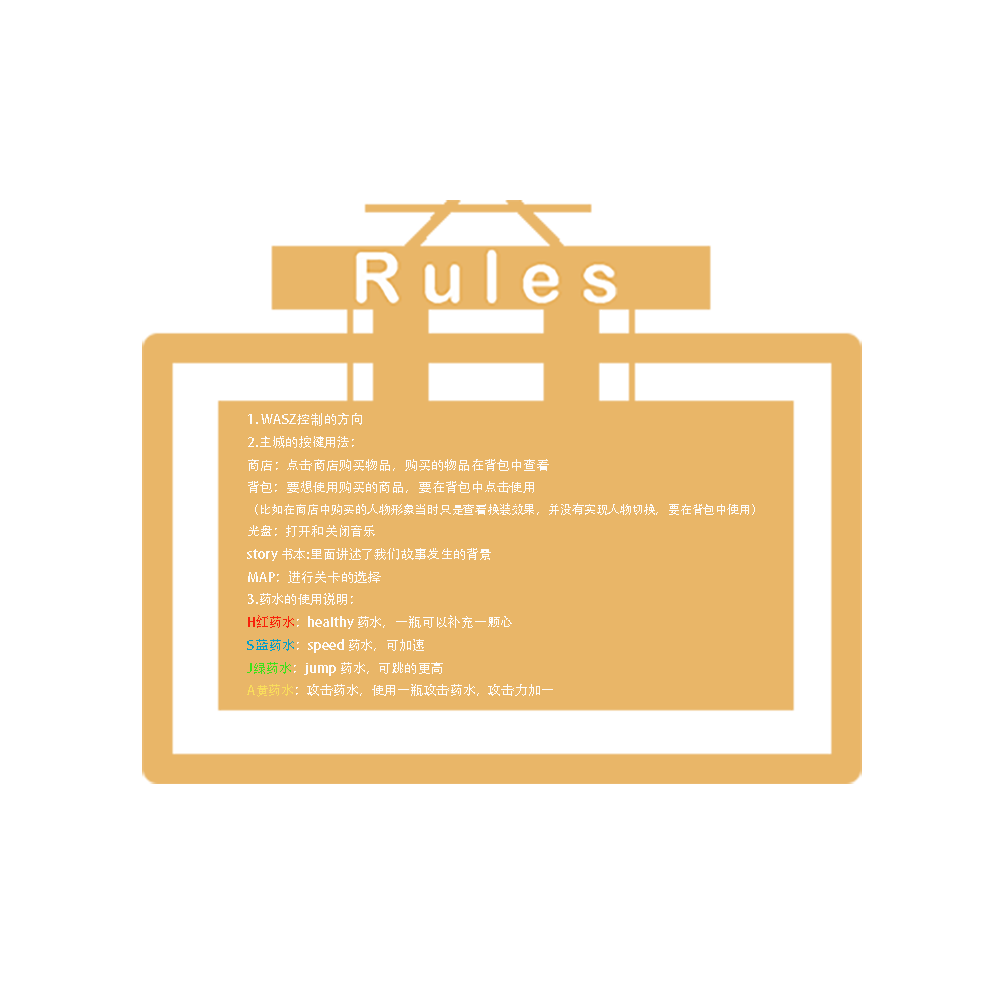 Rules
1.WASZ控制的方向
2.主城的按键用法：
商店：点击商店购买物品，购买的物品在背包中查看
背包：要想使用购买的商品，要在背包中点击使用
（比如在商店中购买的人物形象当时只是查看换装效果，并没有实现人物切换，要在背包中使用）
光盘：打开和关闭音乐
story 书本:里面讲述了我们故事发生的背景
MAP：进行关卡的选择
3.药水的使用说明：
H红药水：healthy 药水，一瓶可以补充一颗心
S蓝药水：speed 药水，可加速
J绿药水：jump 药水，可跳的更高
A黄药水：攻击药水，使用一瓶攻击药水，攻击力加一